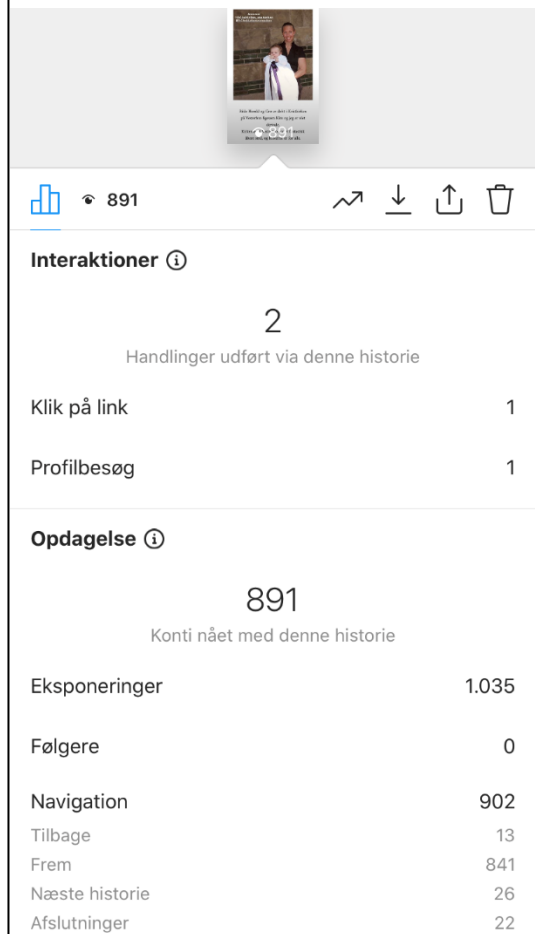 891
891
Interaktioner
2
Handlinger udført via denne historie
Klik på link 1
Profilbesøg 1
Opdagelse
891
Konti nået med denne historie
Eksponeringer 1.035
Følgere 0
Navigation 902
Tilbage 13
Frem 841
Næste historie 26
Afslutninger 22